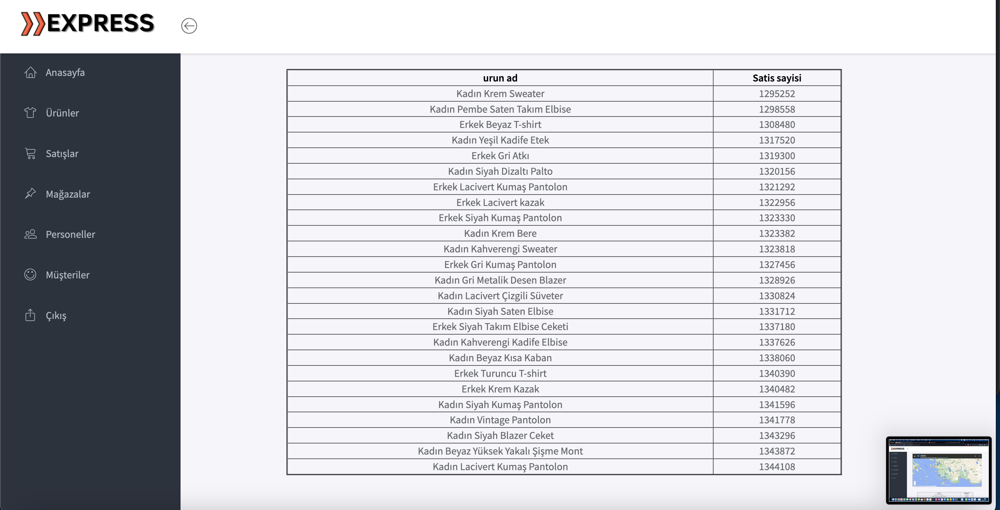 EXPRESS
Anasayfa
Ürünler
Satışlar
Mağazalar
Personeller
Müşteriler
Çıkış
urun ad Satis sayisi
Kadın Krem Sweater 1295252
Kadın Pembe Saten Takım Elbise 1298558
Erkek Beyaz T-shirt 1308480
Kadın Yeşil Kadife Etek 1317520
Erkek Gri Atkı 1319300
Kadın Siyah Dizaltı Palto 1320156
Erkek Lacivert Kumaş Pantolon 1321292
Erkek Lacivert kazak 1322956
Erkek Siyah Kumaş Pantolon 1323330
Kadın Krem Bere 1323382
Kadın Kahverengi Sweater 1323818
Erkek Gri Kumaş Pantolon 1327456
Kadın Gri Metalik Desen Blazer 1328926
Kadın Lacivert Çizgili Süveter 1330824
Kadın Siyah Saten Elbise 1331712
Erkek Siyah Takım Elbise Ceketi 1337180
Kadın Kahverengi Kadife Elbise 1337626
Kadın Beyaz Kısa Kaban 1338060
Erkek Turuncu T-shirt 1340390
Erkek Krem Kazak 1340482
Kadın Siyah Kumaş Pantolon 1341596
Kadın Vintage Pantolon 1341778
Kadın Siyah Blazer Ceket 1343296
Kadın Beyaz Yüksek Yakalı Şişme Mont 1343872
Kadın Lacivert Kumaş Pantolon 1344108
EXPRESS